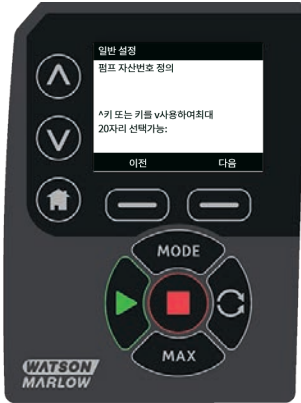 일반 설정
펌프 자산번호 정의
^키 또는 키를 v사용하여최대
20자리 선택가능:
이전 다음
MODE
MAX
WATSON
MARLOW